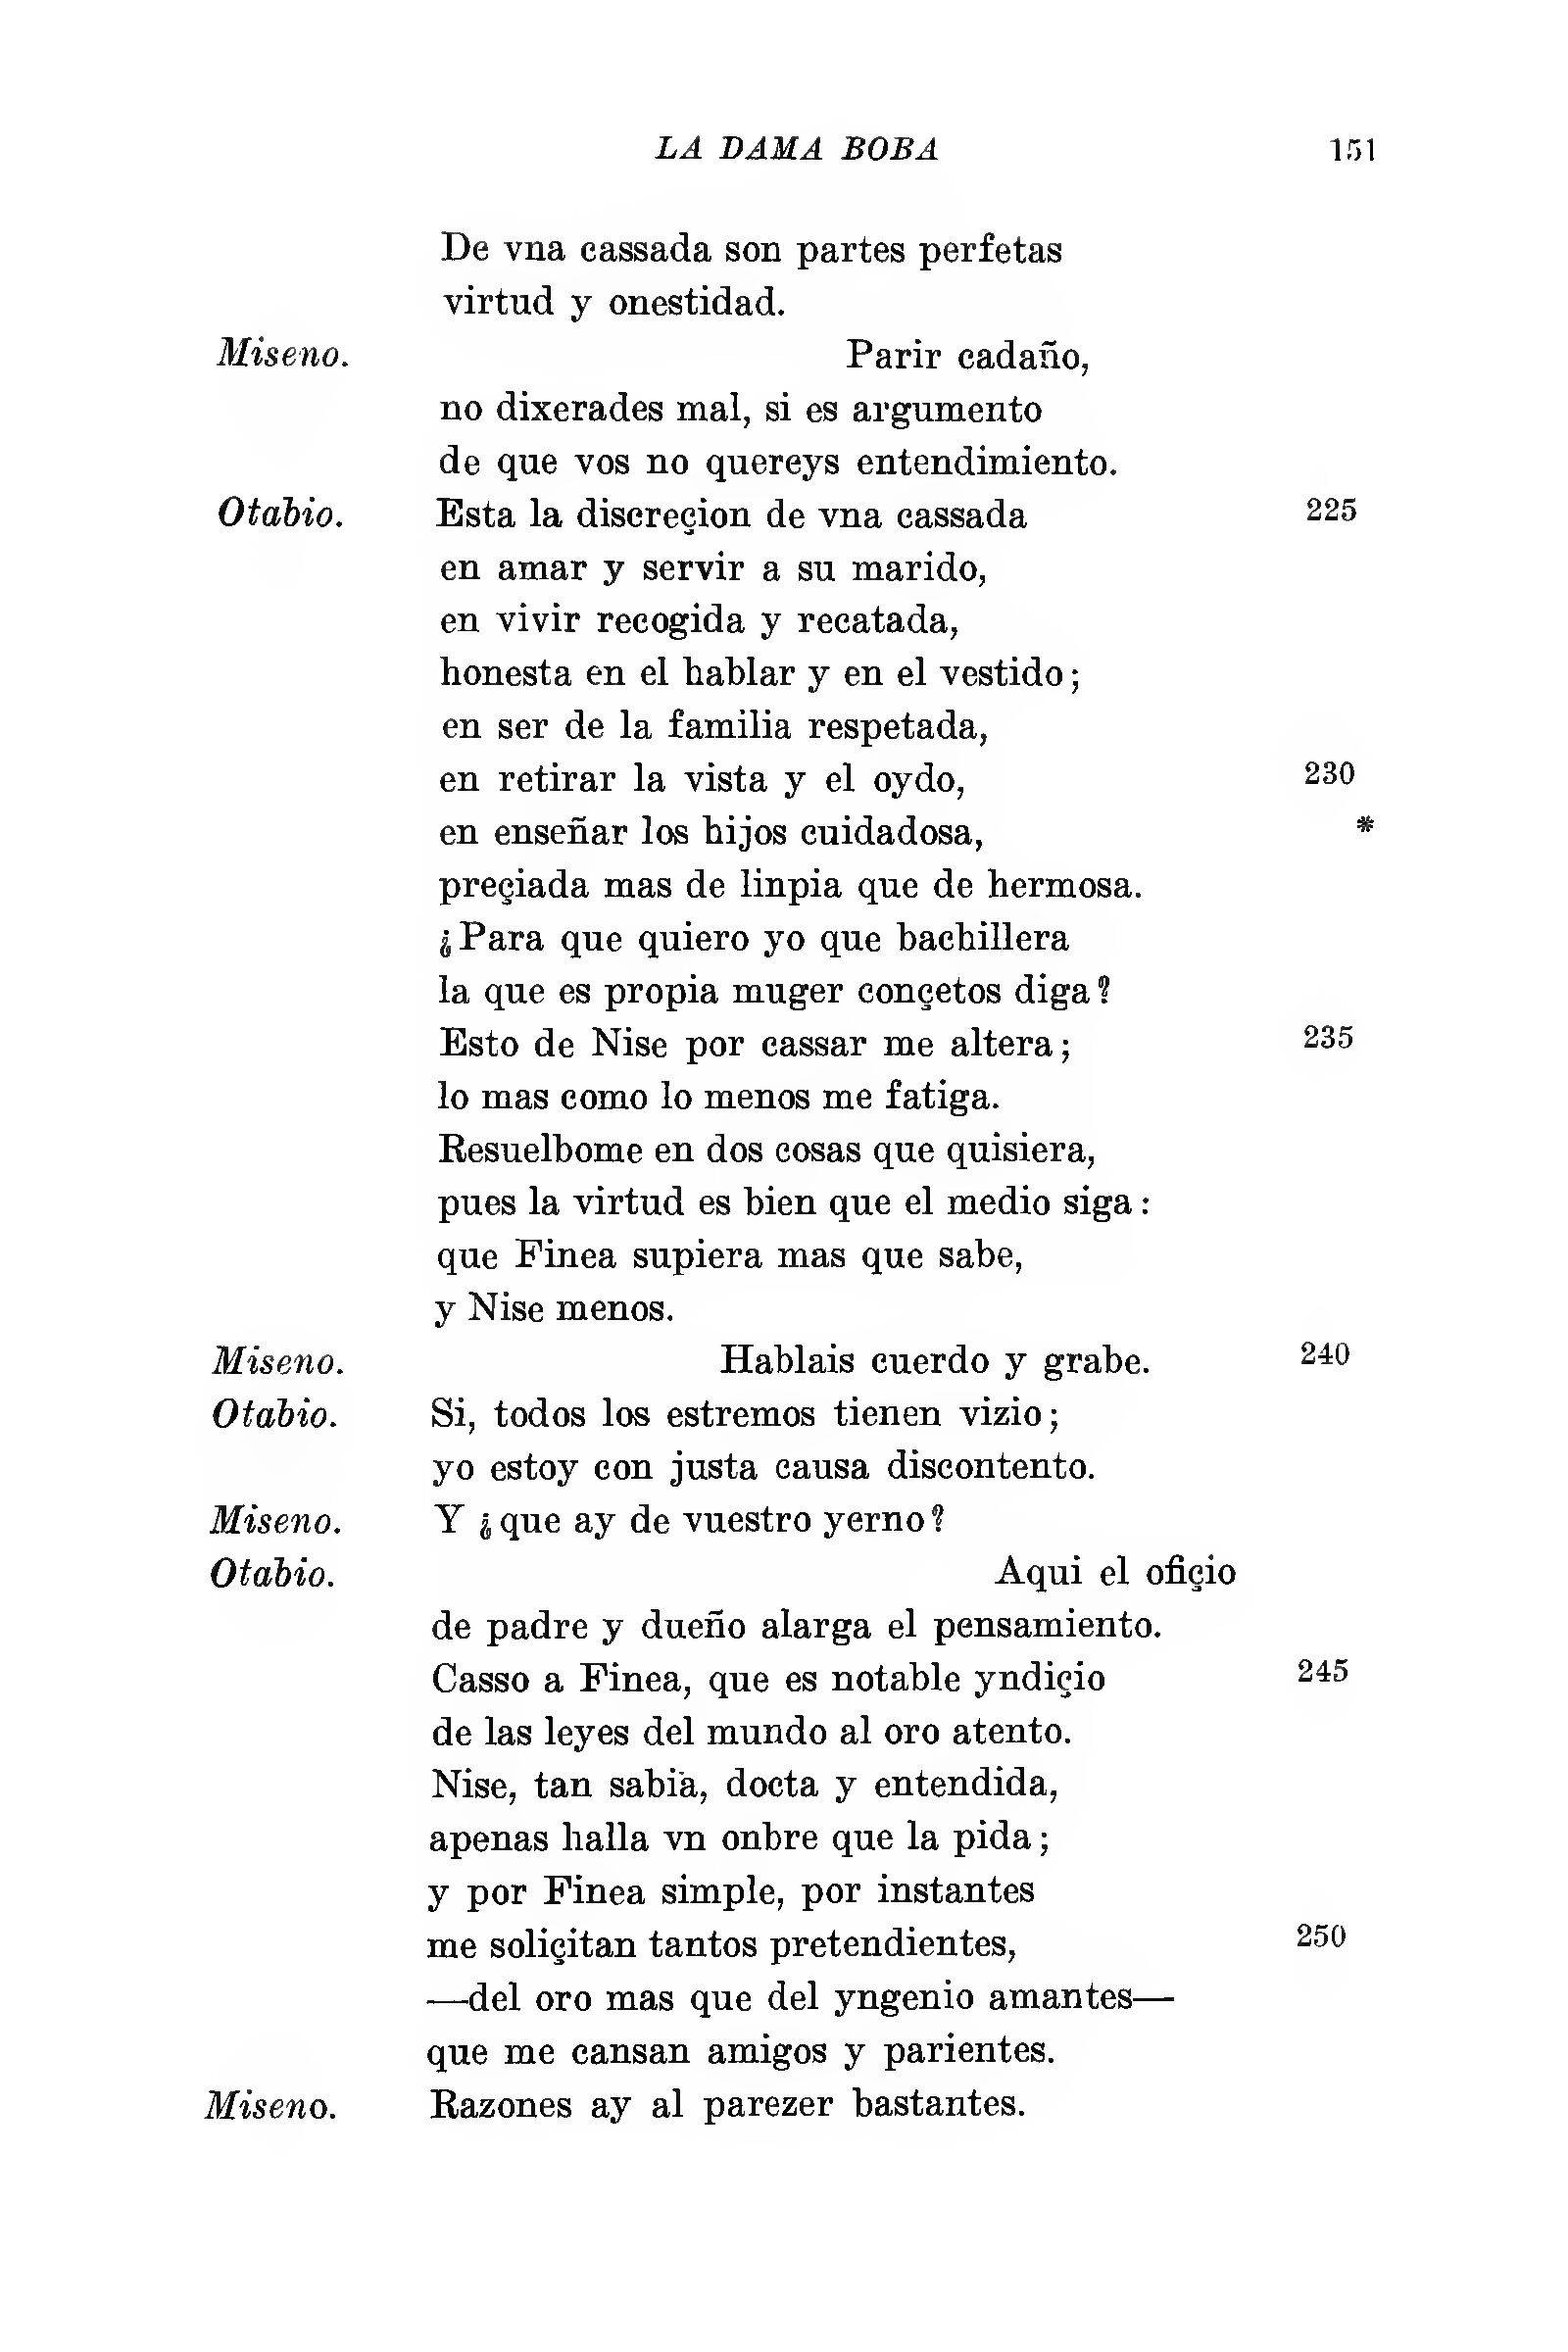 LA DAMA BOBA 151
De vna cassada son partes perfetas
virtud y onestidad.
Miseno. Parir cadaño,
no dixerades mal, si es argumento
de que vos no quereys entendimiento.
Otabio. Esta la discreçion de vna cassada 225
en amar y servir a su marido,
en vivir recogida y recatada,
honesta en el hablar y en el vestido;
en ser de la familia respetada,
en retirar la vista y el oydo, 230
en enseñar los hijos cuidadosa, *
preçiada mas de linpia que de hermosa.
¿Para que quiero yo que bachillera
la que es propia muger conçetos diga?
Esto de Nise por cassar me altera; 235
lo mas como lo menos me fatiga.
Resuelbome en dos cosas que quisiera,
pues la virtud es bien que el medio siga:
que Finea supiera mas que sabe,
y Nise menos.
Miseno. Hablais cuerdo y grabe. 240
Otabio. Si, todos los estremos tienen vizio;
yo estoy con justa causa discontento.
Miseno. Y ¿que ay de vuestro yerno?
Otabio. Aqui el ofiçio
de padre y dueño alarga el pensamiento.
Casso a Finea, que es notable yndiçio 245
de las leyes del mundo al oro atento.
Nise, tan sabia, docta y entendida,
apenas halla vn onbre que la pida;
y por Finea simple, por instantes
me soliçitan tantos pretendientes, 250
—del oro mas que del yngenio amantes—
que me cansan amigos y parientes.
Miseno. Razones ay al parezer bastantes.